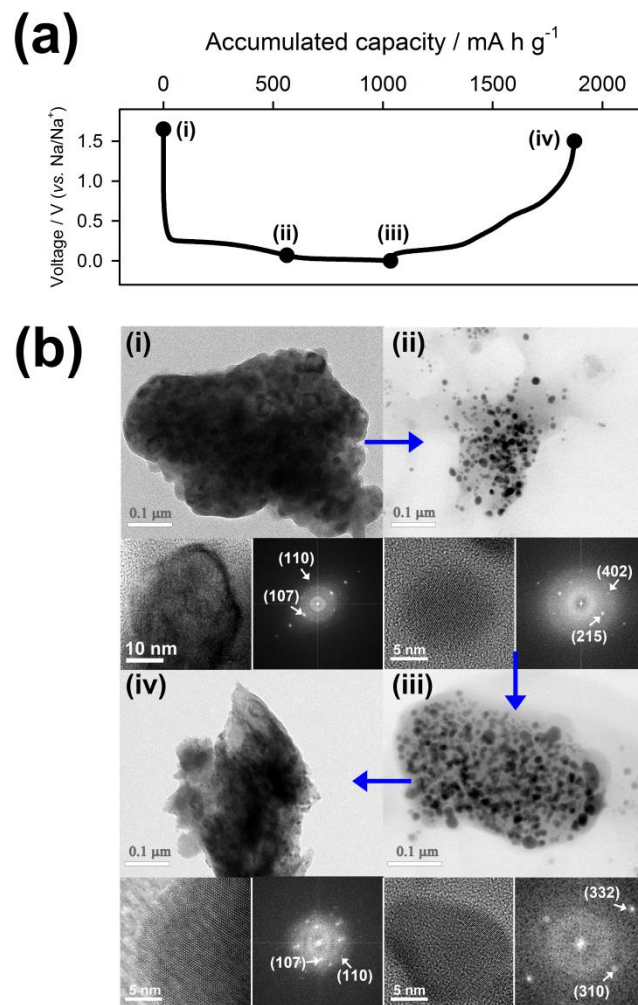 (a)
Accumulated capacity / mA h g⁻¹
0 500 1000 1500 2000
Voltage / V (vs. Na/Na⁺)
1.5
1.0
0.5
0.0
(i)
(ii)
(iii)
(iv)
(b)
(i)
0.1 μm
(ii)
0.1 μm
10 nm
(110)
(107)
5 nm
(402)
(215)
(iv)
0.1 μm
(iii)
0.1 μm
5 nm
(107)
(110)
5 nm
(332)
(310)